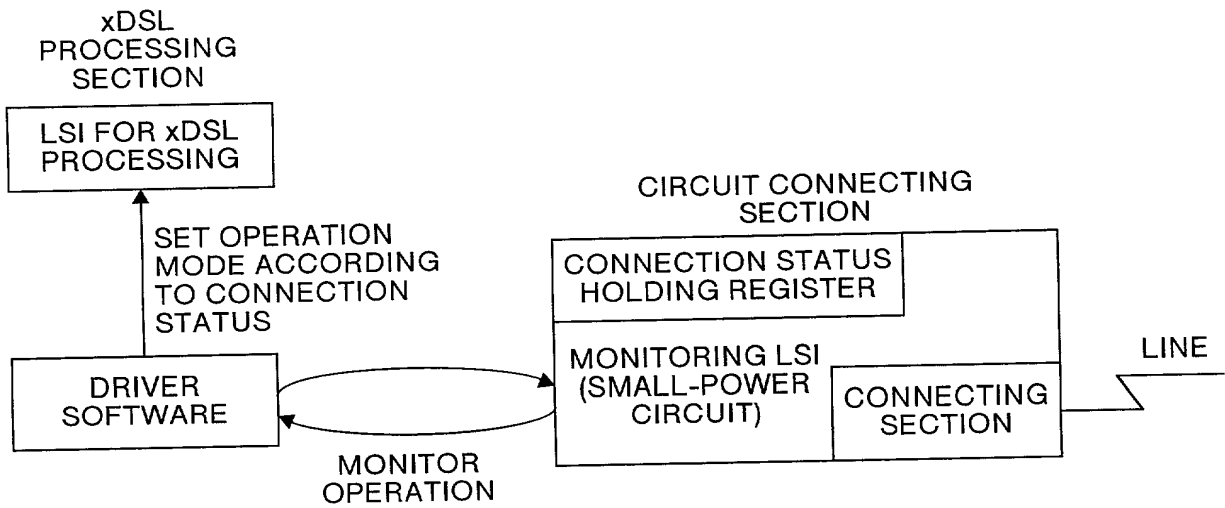 xDSL
PROCESSING
SECTION
LSI FOR xDSL
PROCESSING
SET OPERATION
MODE ACCORDING
TO CONNECTION
STATUS
DRIVER
SOFTWARE
MONITOR
OPERATION
CIRCUIT CONNECTING
SECTION
CONNECTION STATUS
HOLDING REGISTER
MONITORING LSI
(SMALL-POWER
CIRCUIT)
CONNECTING
SECTION
LINE